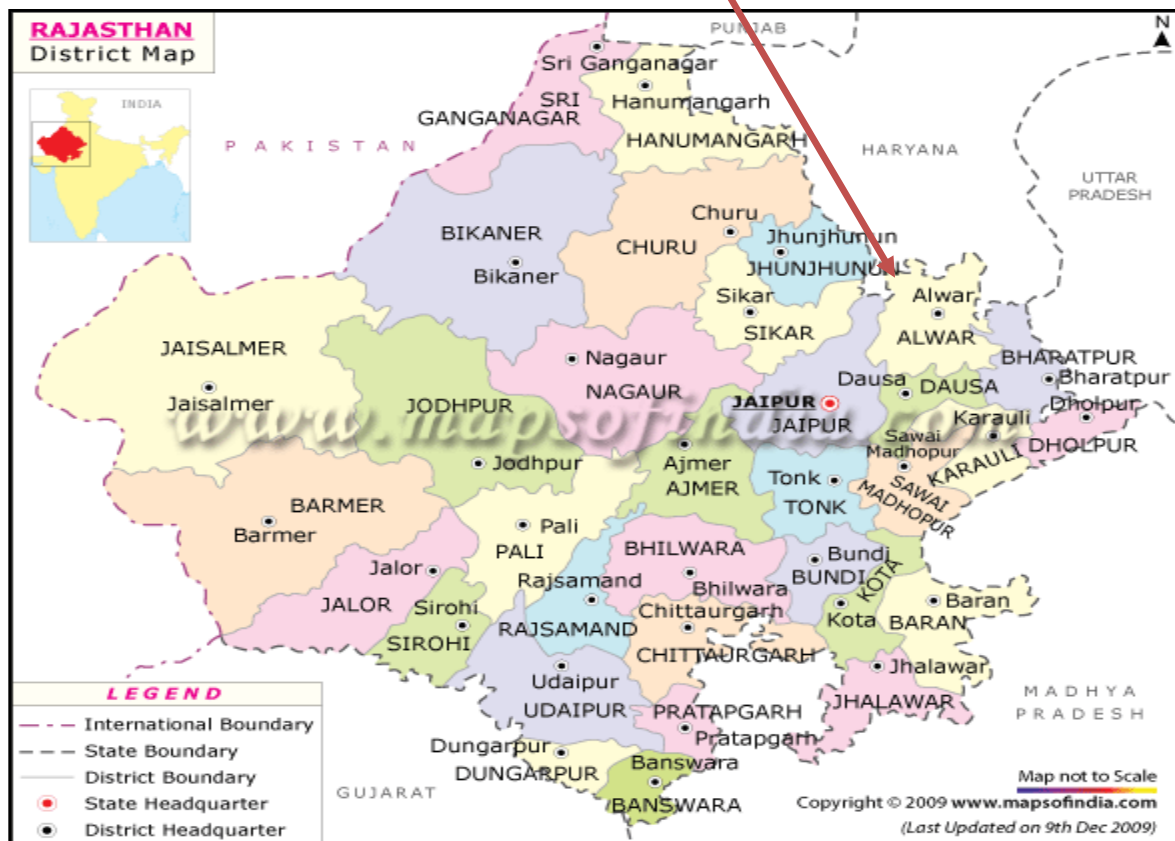 RAJASTHAN
District Map
INDIA
PUNJAB
N
Sri Ganganagar
SRI
GANGANAGAR
Hanumangarh
HANUMANGARH
PAKISTAN
HARYANA
UTTAR
PRADESH
Churu
CHURU
BIKANER
Bikaner
Jhunjhunun
JHUNJHUNUN
Sikar
SIKAR
Alwar
ALWAR
JAISALMER
Jaisalmer
Nagaur
NAGAUR
BHARATPUR
Bharatpur
Dausa
DAUSA
JODHPUR
Jodhpur
JAIPUR
JAIPUR
Karauli
KARAULI
Dholpur
DHOLPUR
www.mapsofindia.com
Ajmer
AJMER
Sawai
Madhopur
SAWAI
MADHOPUR
Tonk
TONK
BARMER
Barmer
Pali
PALI
Jalor
JALOR
BHILWARA
Bhilwara
Bundi
BUNDI
KOTA
Kota
Baran
BARAN
Rajsamand
RAJSAMAND
Sirohi
SIROHI
Chittaurgarh
CHITTAURGARH
Udaipur
UDAIPUR
Jhalawar
JHALAWAR
PRATAPGARH
Pratapgarh
MADHYA
PRADESH
Dungarpur
DUNGARPUR
Banswara
BANSWARA
GUJARAT
LEGEND
International Boundary
State Boundary
District Boundary
State Headquarter
District Headquarter
Map not to Scale
Copyright © 2009 www.mapsofindia.com
(Last Updated on 9th Dec 2009)